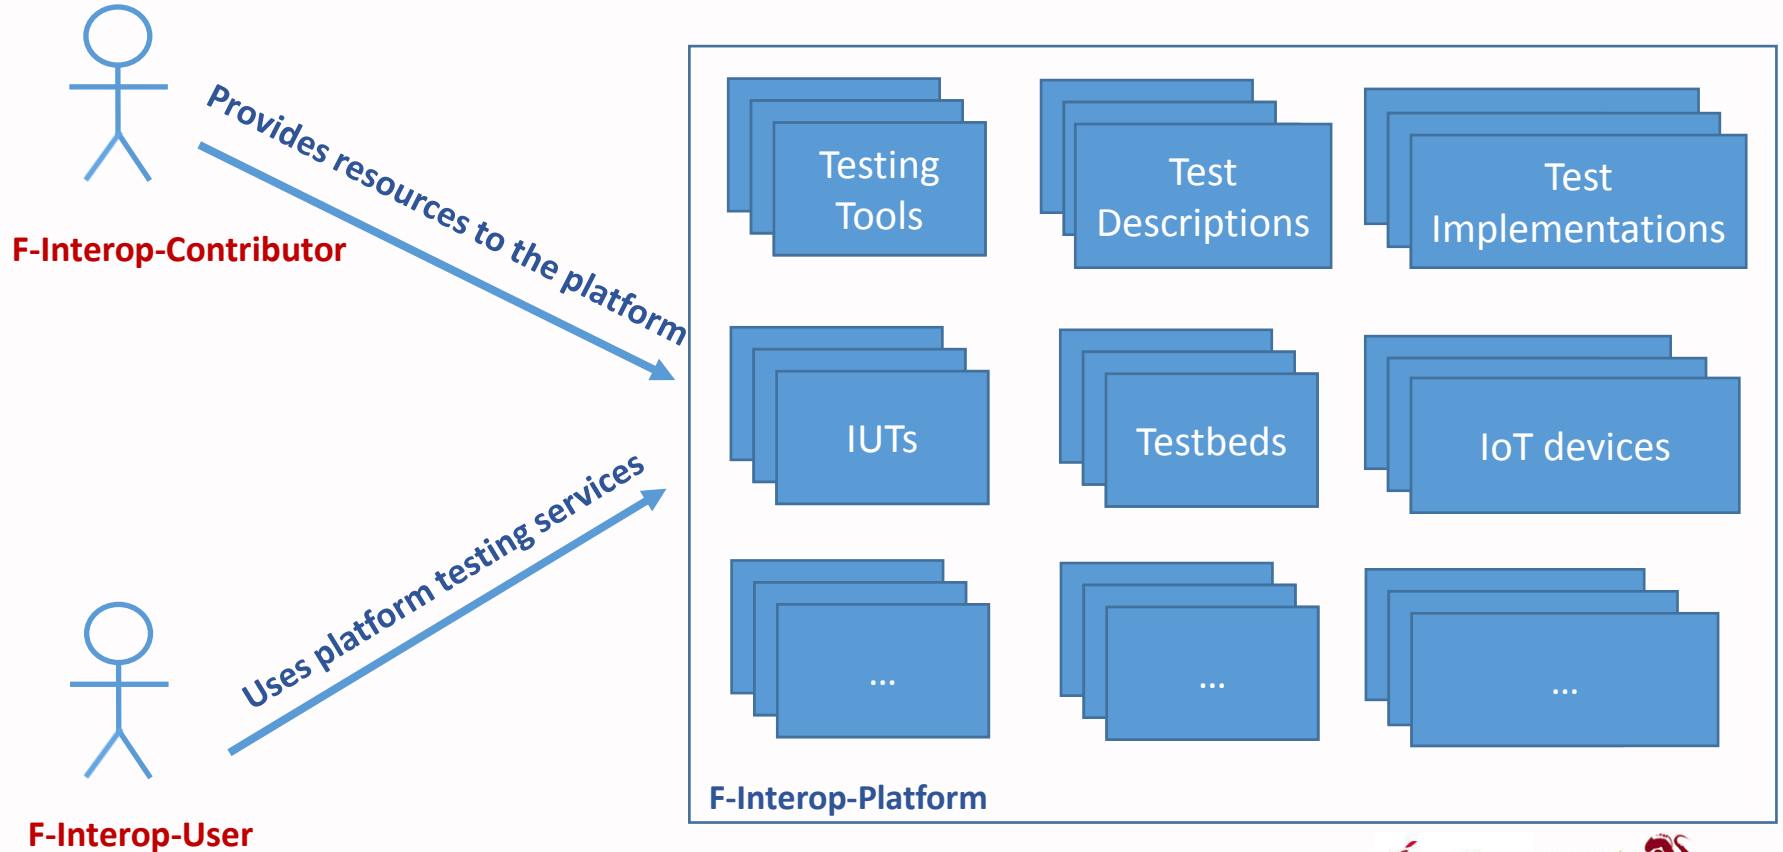 Provides resources to the platform
F-Interop-Contributor
Testing
Tools
Test
Descriptions
Test
Implementations
IUTs
Testbeds
IoT devices
Uses platform testing services
...
...
...
F-Interop-Platform
F-Interop-User